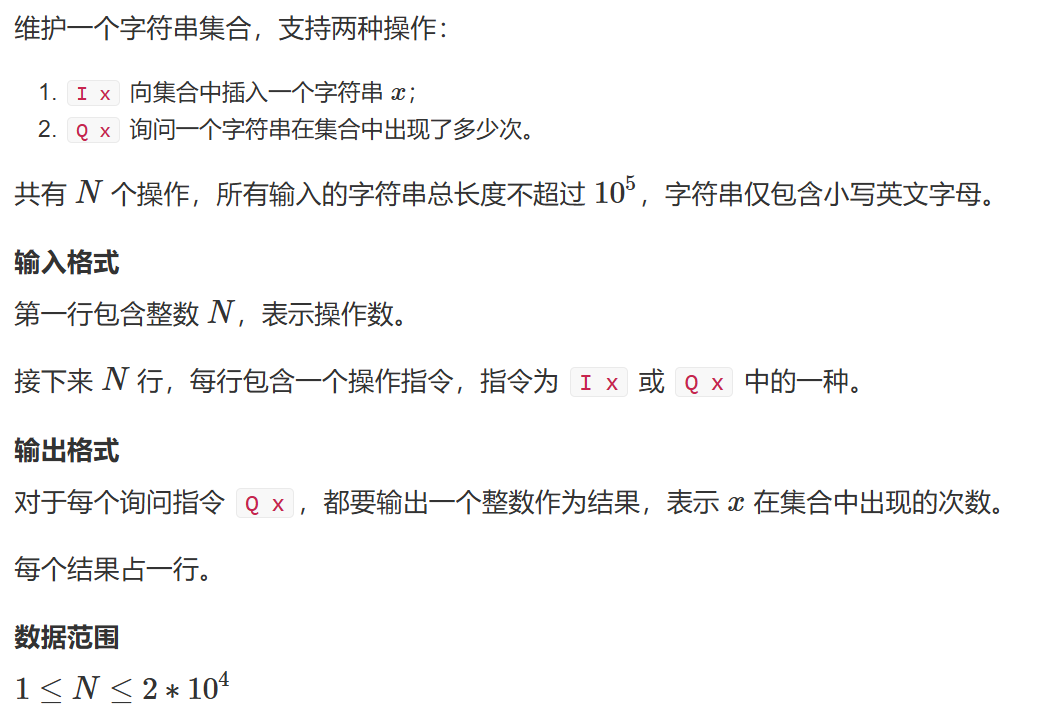 维护一个字符串集合，支持两种操作：
1. I x 向集合中插入一个字符串 x；
2. Q x 询问一个字符串在集合中出现了多少次。
共有 N 个操作，所有输入的字符串总长度不超过 10^5，字符串仅包含小写英文字母。
输入格式
第一行包含整数 N，表示操作数。
接下来 N 行，每行包含一个操作指令，指令为 I x 或 Q x 中的一种。
输出格式
对于每个询问指令 Q x，都要输出一个整数作为结果，表示 x 在集合中出现的次数。
每个结果占一行。
数据范围
1 ≤ N ≤ 2 * 10^4